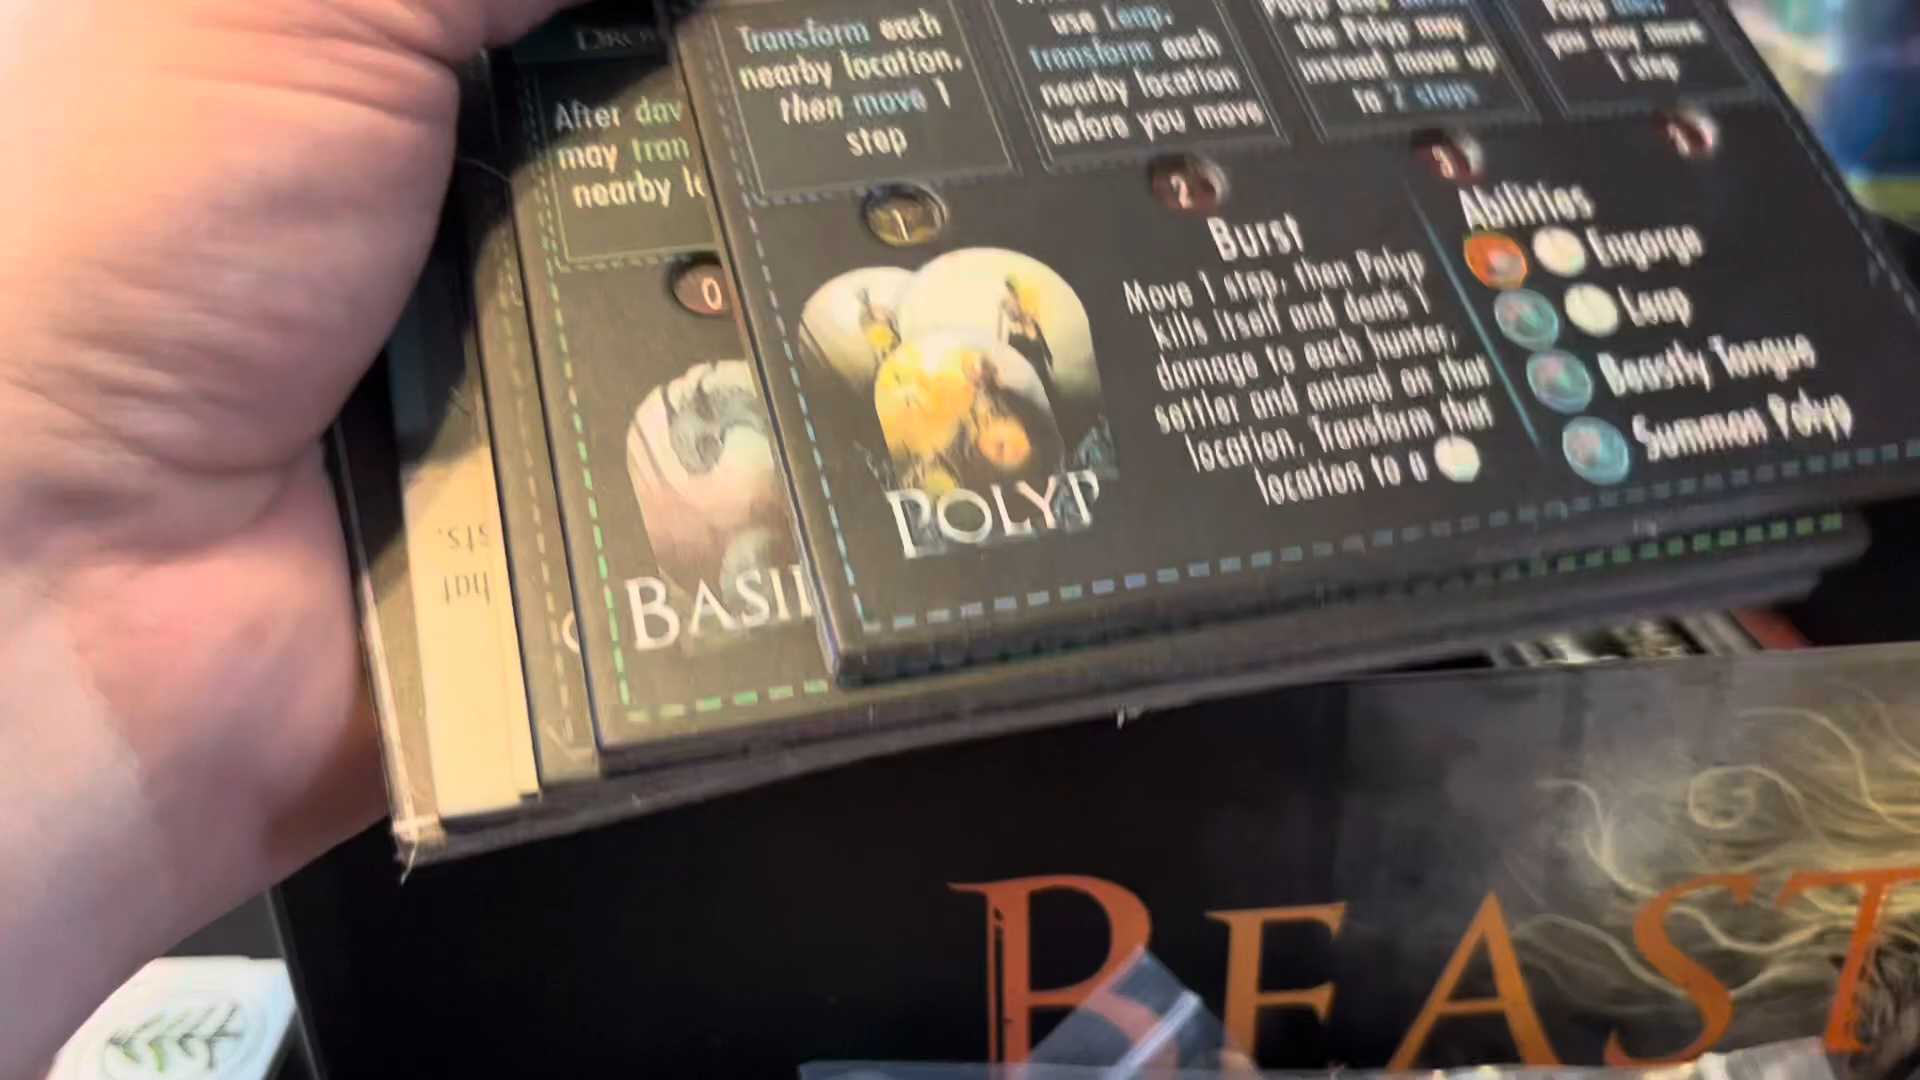 Transform each
nearby location,
then move 1
step
use Leap,
transform each
nearby location
before you move
the Polyp may
instead move up
to 2 steps
you may move
1 step
1
2
3
Burst
Move 1 step, then Polyp
kills itself and deals 1
damage to each hunter,
settler and animal on that
location. Transform that
location to a
POLYP
Abilities
Engorge
Leap
Beastly Tongue
Summon Polyp
After
may
nearby
0
BEAST